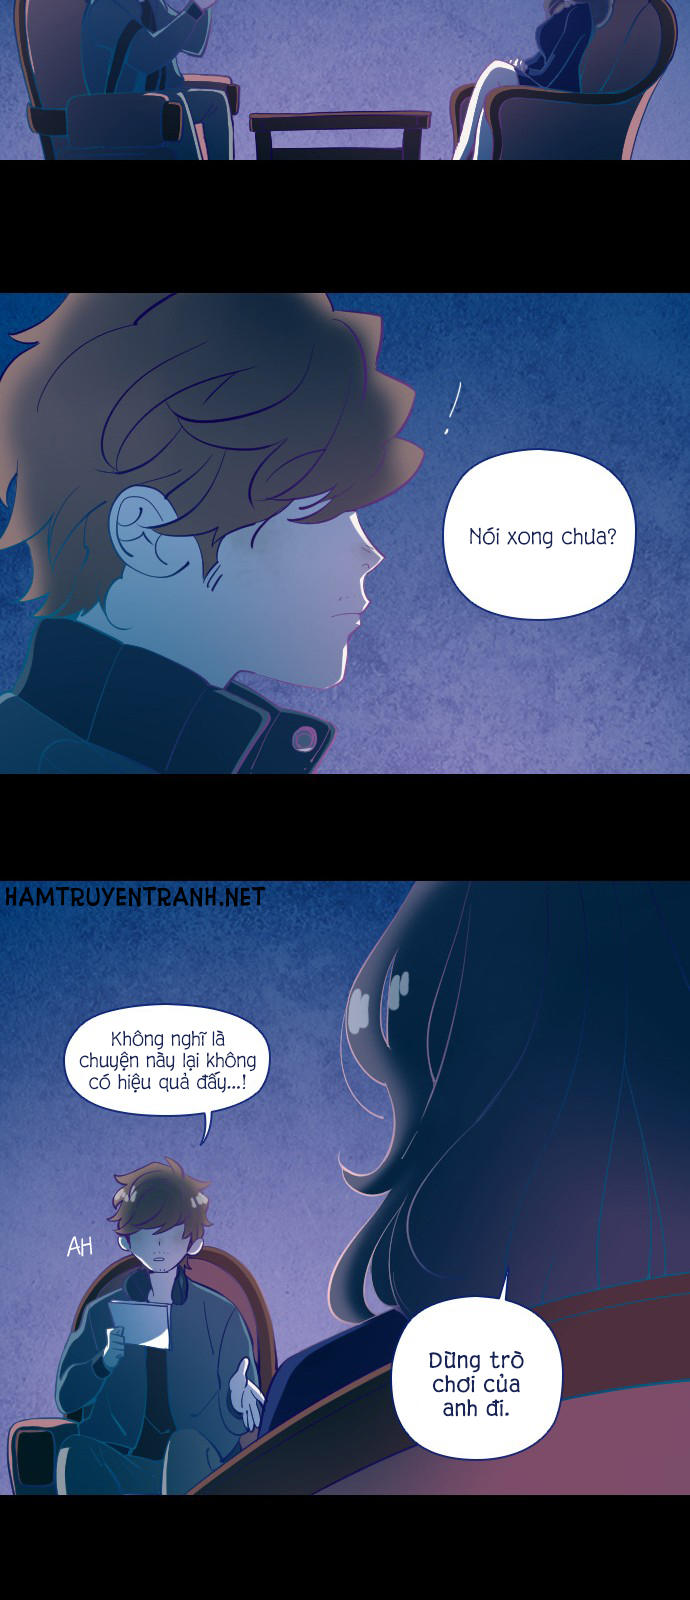 Nói xong chưa?
HAMTRUYENTRANH.NET
Không nghĩ là
chuyện này lại không
có hiệu quả đấy...!
AH
Dừng trò
chơi của
anh đi.